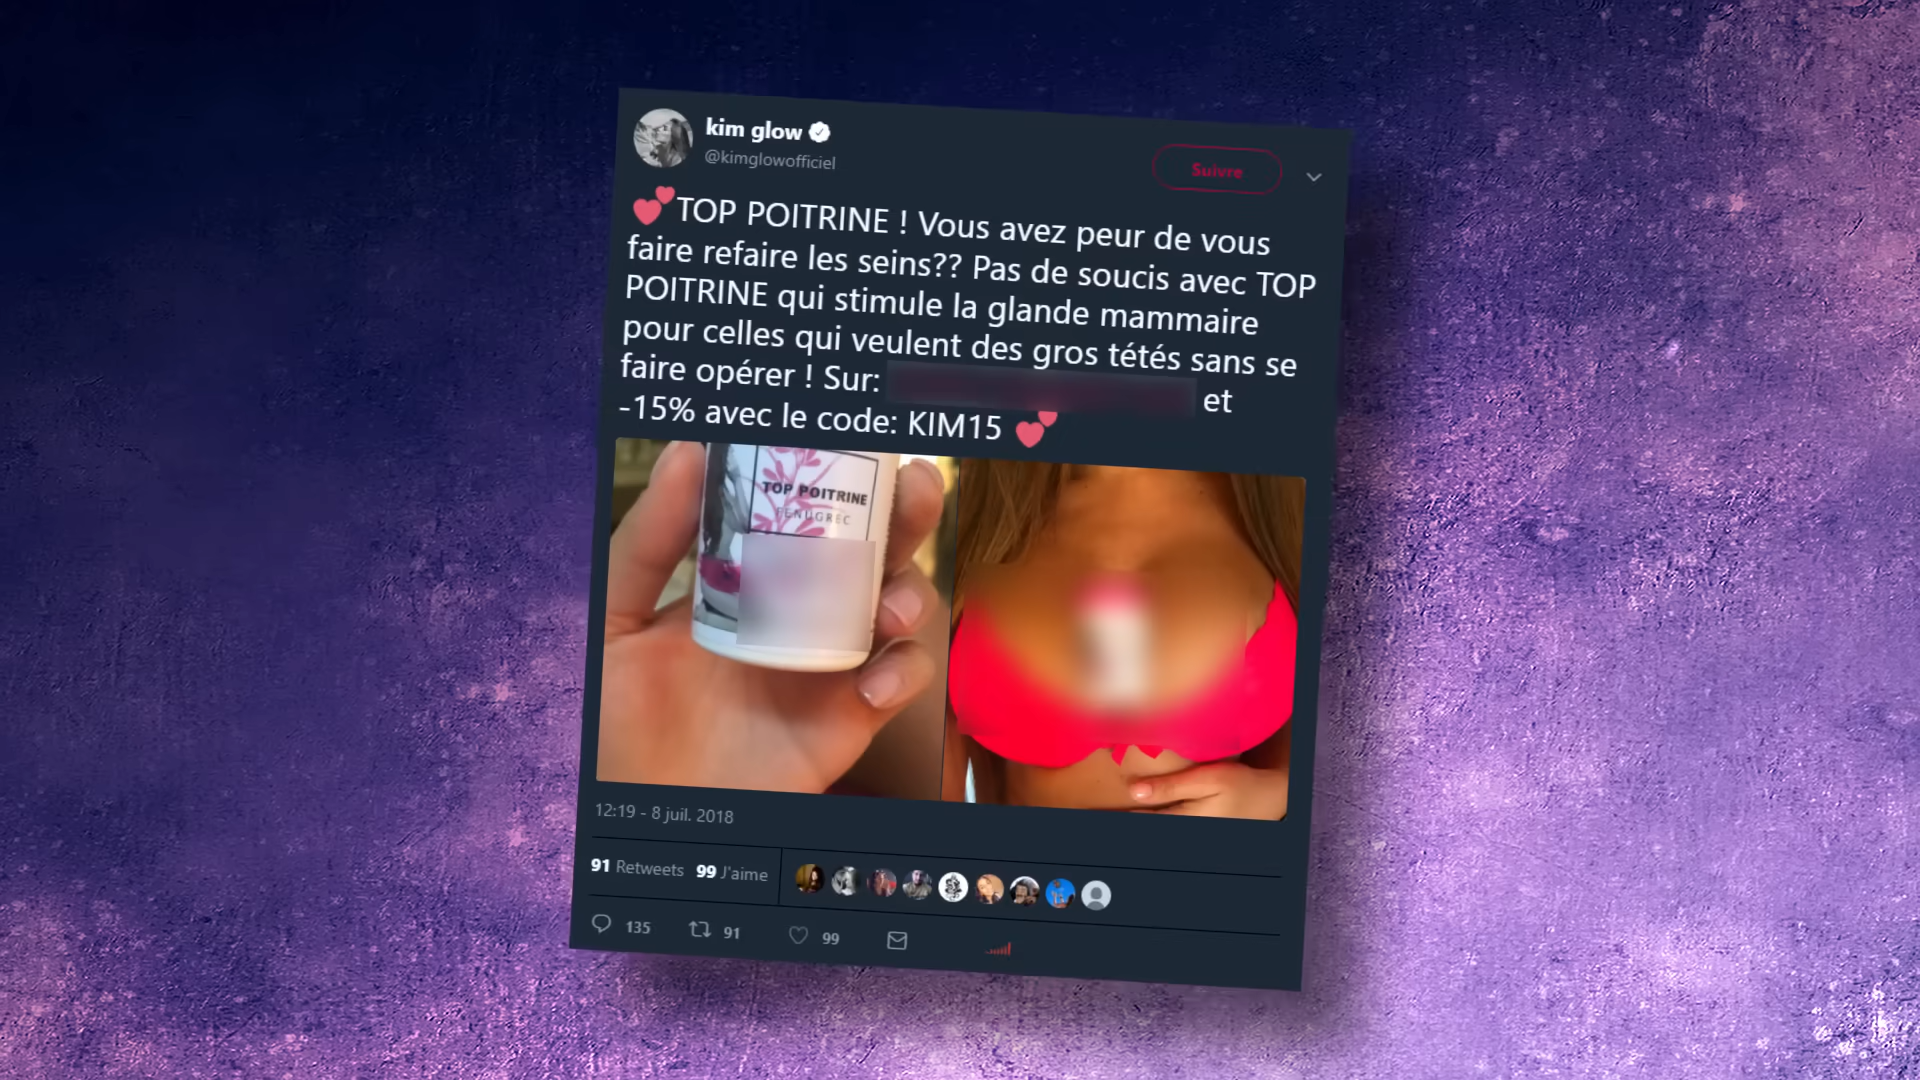 kim glow
@kimglowofficiel
Suivre
💕TOP POITRINE ! Vous avez peur de vous
faire refaire les seins?? Pas de soucis avec TOP
POITRINE qui stimule la glande mammaire
pour celles qui veulent des gros tétés sans se
faire opérer ! Sur: et
-15% avec le code: KIM15 💕
TOP POITRINE
FENUGREC
12:19 - 8 juil. 2018
91 Retweets 99 J'aime
135 91 99